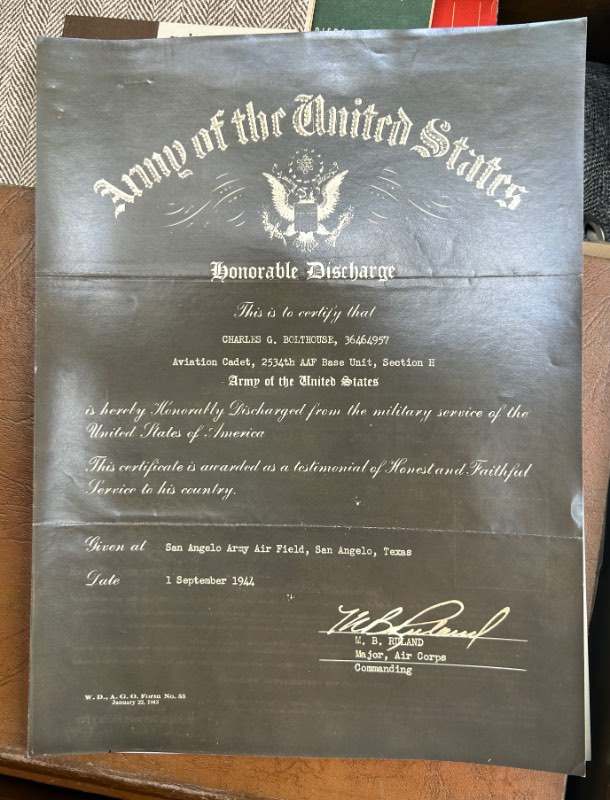 Army of the United States
Honorable Discharge
This is to certify that
CHARLES G. BOLTHOUSE, 36464957
Aviation Cadet, 2534th AAF Base Unit, Section H
Army of the United States
is hereby Honorably Discharged from the military service of the
United States of America
This certificate is awarded as a testimonial of Honest and Faithful
Service to his country.
Given at San Angelo Army Air Field, San Angelo, Texas
Date 1 September 1944
M. B. RULAND
Major, Air Corps
Commanding
W. D., A. G. O. Form No. 55
January 22, 1943